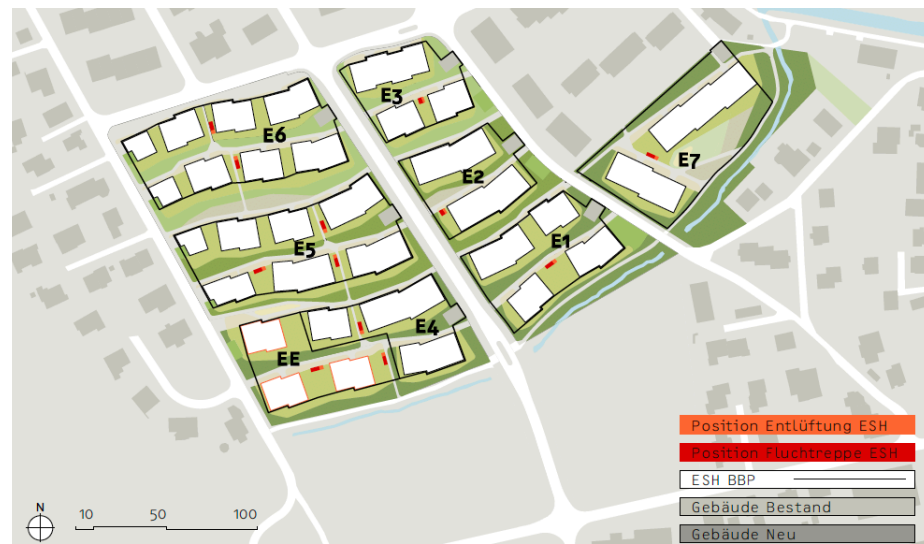 E3
E6
E7
E2
E1
E5
E4
EE
Position Entlüftung ESH
Position Fluchtreppe ESH
ESH BBP
Gebäude Bestand
Gebäude Neu
N
10 50 100